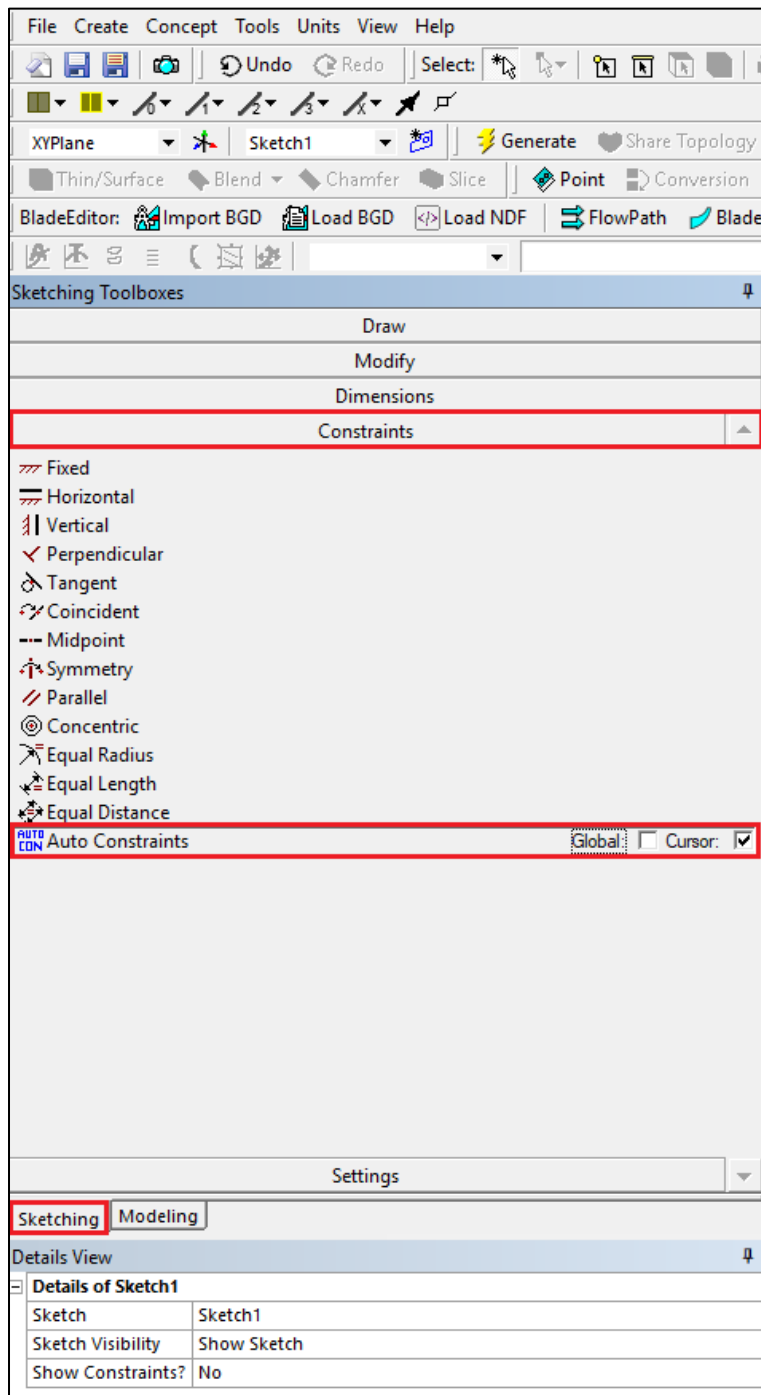 File Create Concept Tools Units View Help
Undo Redo Select:
XYPlane Sketch1 Generate Share Topology
Thin/Surface Blend Chamfer Slice Point Conversion
BladeEditor: Import BGD Load BGD Load NDF FlowPath Blade
Sketching Toolboxes
Draw
Modify
Dimensions
Constraints
Fixed
Horizontal
Vertical
Perpendicular
Tangent
Coincident
Midpoint
Symmetry
Parallel
Concentric
Equal Radius
Equal Length
Equal Distance
AUTO CON Auto Constraints Global: Cursor:
Settings
Sketching Modeling
Details View
Details of Sketch1
Sketch Sketch1
Sketch Visibility Show Sketch
Show Constraints? No